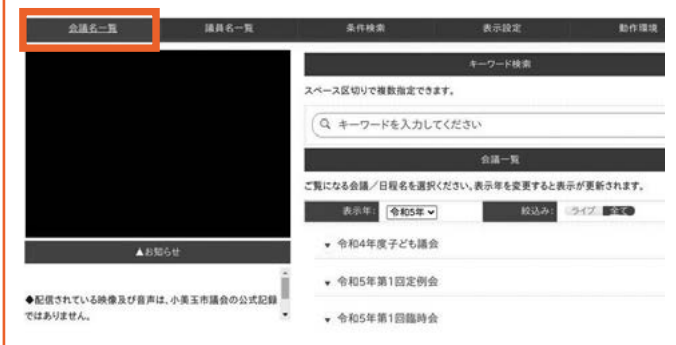 会議名一覧
議員名一覧
条件検索
表示設定
動作環境
キーワード検索
スペース区切りで複数指定できます。
キーワードを入力してください
会議一覧
ご覧になる会議／日程名を選択ください。表示年を変更すると表示が更新されます。
表示年: 令和5年
絞込み: ライブ 全て
▼ 令和4年度子ども議会
▼ 令和5年第1回定例会
▼ 令和5年第1回臨時会
▲お知らせ
◆配信されている映像及び音声は、小美玉市議会の公式記録
ではありません。